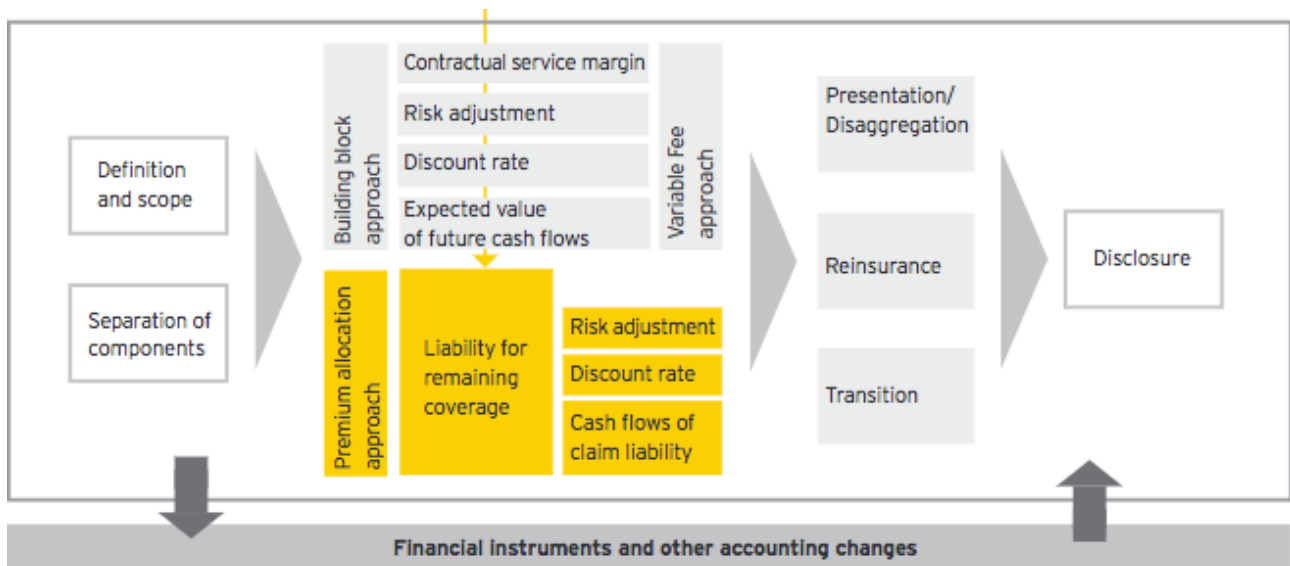 Definition
and scope
Separation of
components
Building block
approach
Contractual service margin
Risk adjustment
Discount rate
Expected value
of future cash flows
Variable Fee
approach
Premium allocation
approach
Liability for
remaining
coverage
Risk adjustment
Discount rate
Cash flows of
claim liability
Presentation/
Disaggregation
Reinsurance
Transition
Disclosure
Financial instruments and other accounting changes